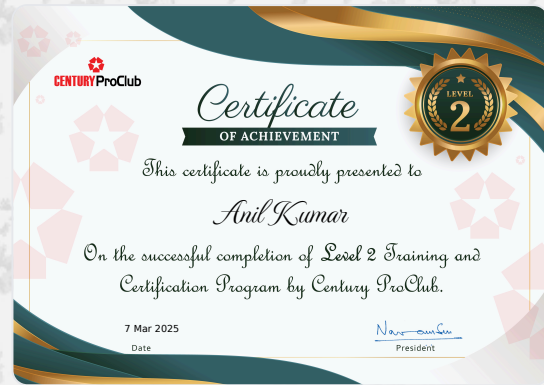 CENTURY ProClub
Certificate
OF ACHIEVEMENT
LEVEL
2
This certificate is proudly presented to
Anil Kumar
On the successful completion of Level 2 Training and
Certification Program by Century ProClub.
7 Mar 2025
Date
President